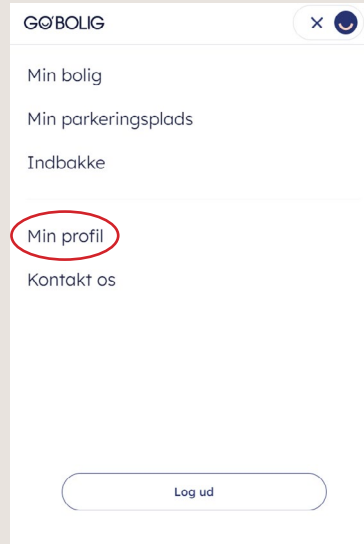 GO'BOLIG
Min bolig
Min parkeringsplads
Indbakke
Min profil
Kontakt os
Log ud